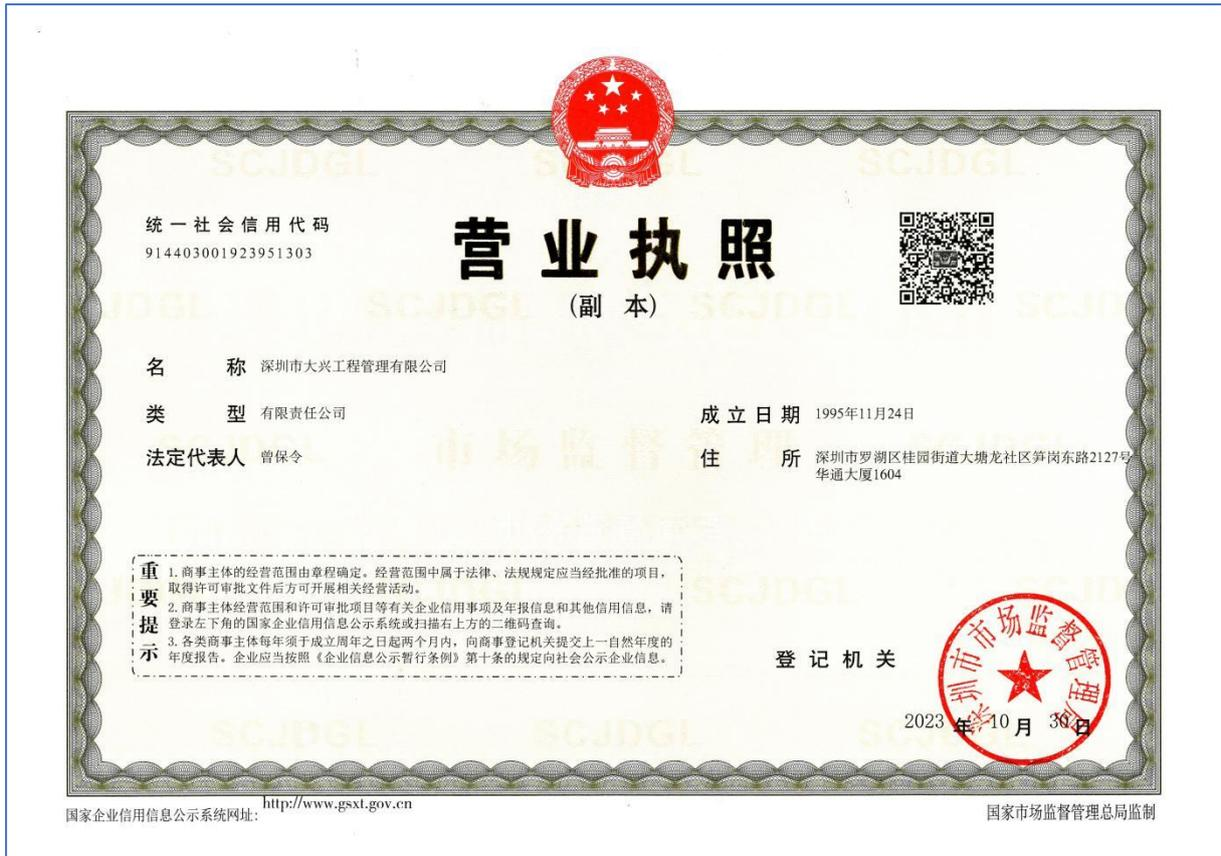 统一社会信用代码
914403001923951303
营业执照
(副 本)
名 称 深圳市大兴工程管理有限公司
类 型 有限责任公司
成立日期 1995年11月24日
法定代表人 曾保令
住 所 深圳市罗湖区桂园街道大塘龙社区笋岗东路2127号
华通大厦1604
重要提示
1. 商事主体的经营范围由章程确定。经营范围中属于法律、法规规定应当经批准的项目，
取得许可审批文件后方可开展相关经营活动。
2. 商事主体经营范围和许可审批项目等有关企业信用事项及年报信息和其他信用信息，请
登录左下角的国家企业信用信息公示系统或扫描右上方的二维码查询。
3. 各类商事主体每年须于成立周年之日起两个月内，向商事登记机关提交上一自然年度的
年度报告。企业应当按照《企业信息公示暂行条例》第十条的规定向社会公示企业信息。
登记机关
深圳市市场监督管理局
2023 年 10 月 30 日
国家企业信用信息公示系统网址: http://www.gsxt.gov.cn
国家市场监督管理总局监制
SCJDGL
市场监督管理